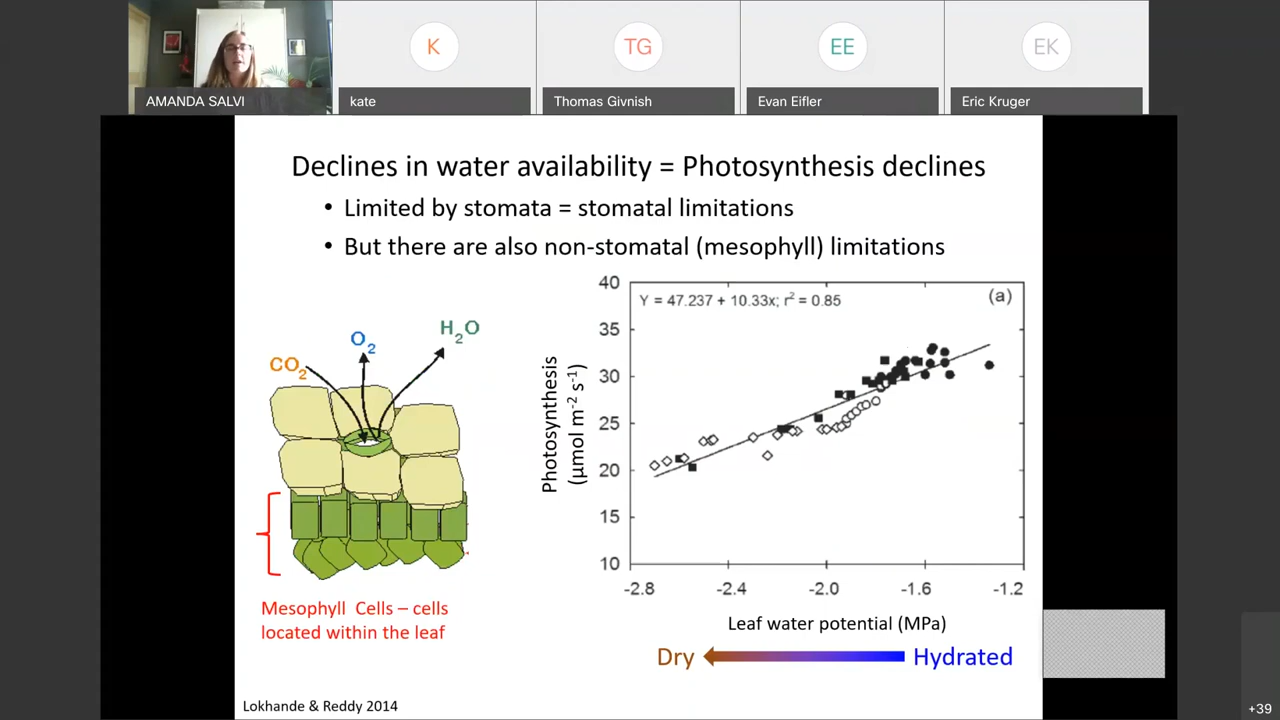 K
TG
EE
EK
AMANDA SALVI
kate
Thomas Givnish
Evan Eifler
Eric Kruger
Declines in water availability = Photosynthesis declines
• Limited by stomata = stomatal limitations
• But there are also non-stomatal (mesophyll) limitations
CO2
O2
H2O
Mesophyll Cells – cells
located within the leaf
Photosynthesis
(µmol m-2 s-1)
40
35
30
25
20
15
10
Y = 47.237 + 10.33x; r2 = 0.85
(a)
-2.8 -2.4 -2.0 -1.6 -1.2
Leaf water potential (MPa)
Dry Hydrated
Lokhande & Reddy 2014
+39